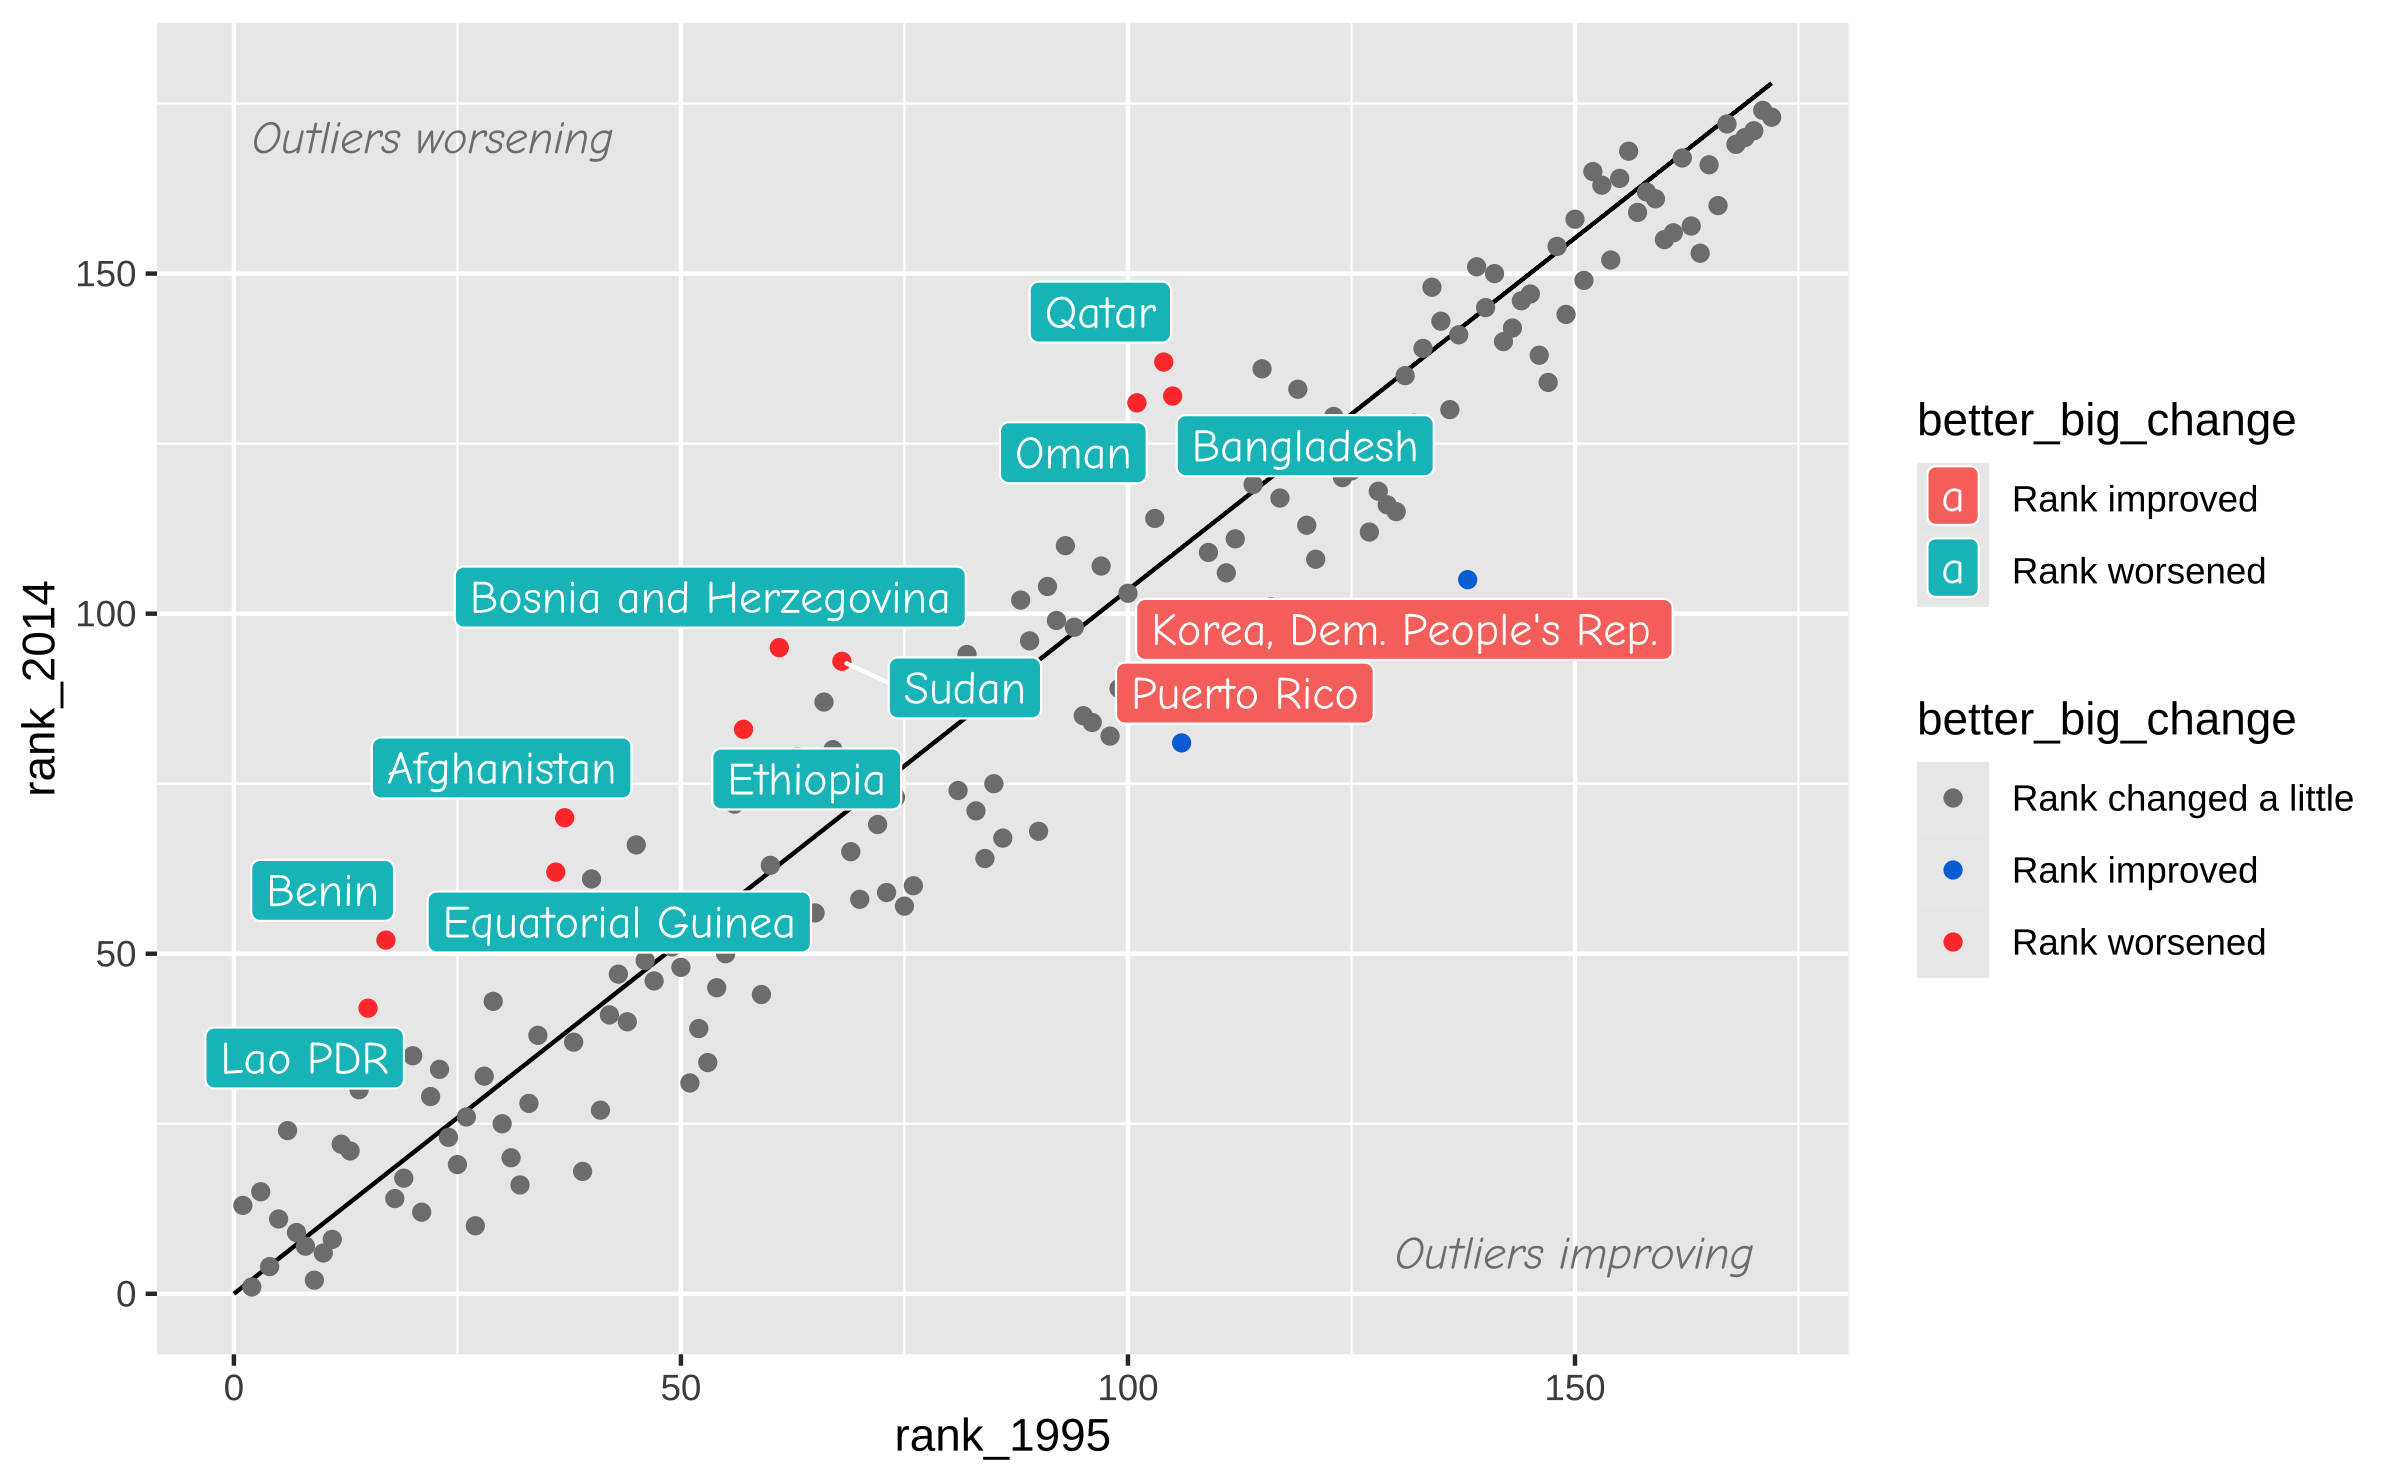 Outliers worsening
150
Qatar
Oman
Bangladesh
better_big_change
a Rank improved
a Rank worsened
rank_2014
100
Bosnia and Herzegovina
Korea, Dem. People's Rep.
Sudan
Puerto Rico
Afghanistan
Ethiopia
better_big_change
Rank changed a little
Rank improved
Rank worsened
Benin
Equatorial Guinea
50
Lao PDR
Outliers improving
0
0 50 100 150
rank_1995